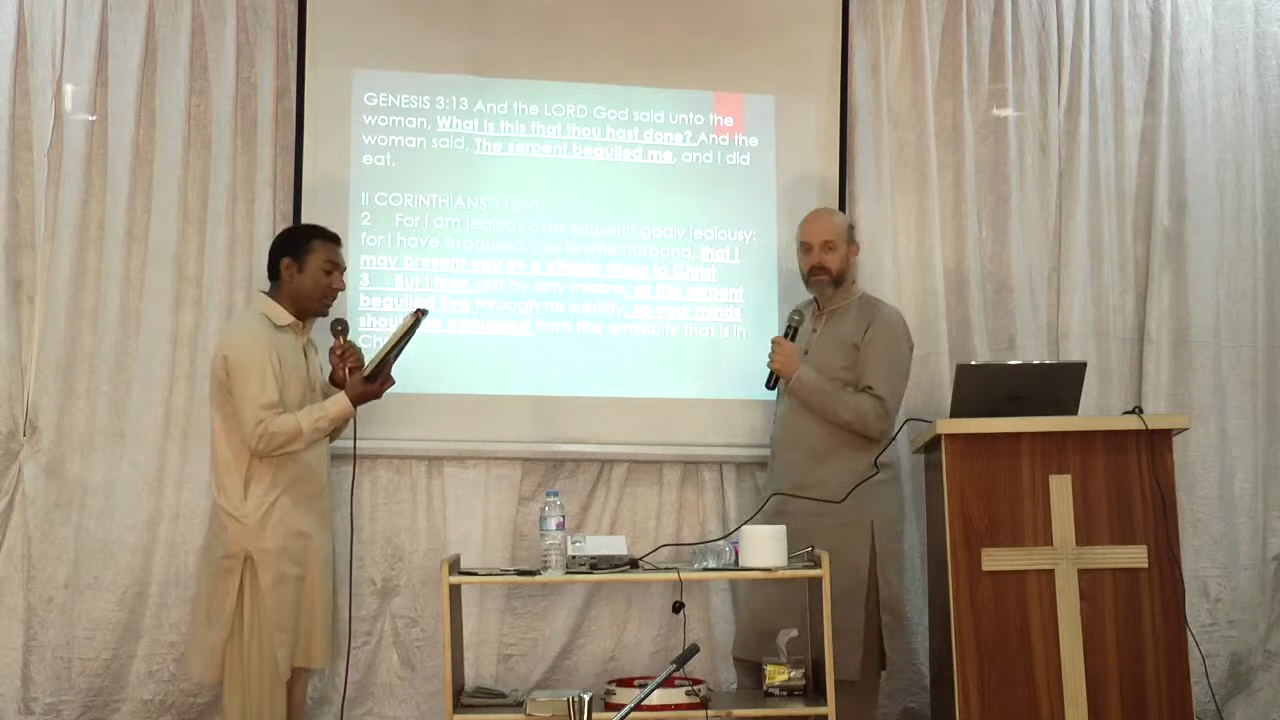 GENESIS 3:13 And the LORD God said unto the
woman, What is this that thou hast done? And the
woman said, The serpent beguiled me, and I did
eat.
II CORINTHIANS 11:2-3
2 For I am jealous over you with godly jealousy:
for I have espoused you to one husband, that I
may present you as a chaste virgin to Christ.
3 But I fear, lest by any means, as the serpent
beguiled Eve through his subtilty, so your minds
should be corrupted from the simplicity that is in